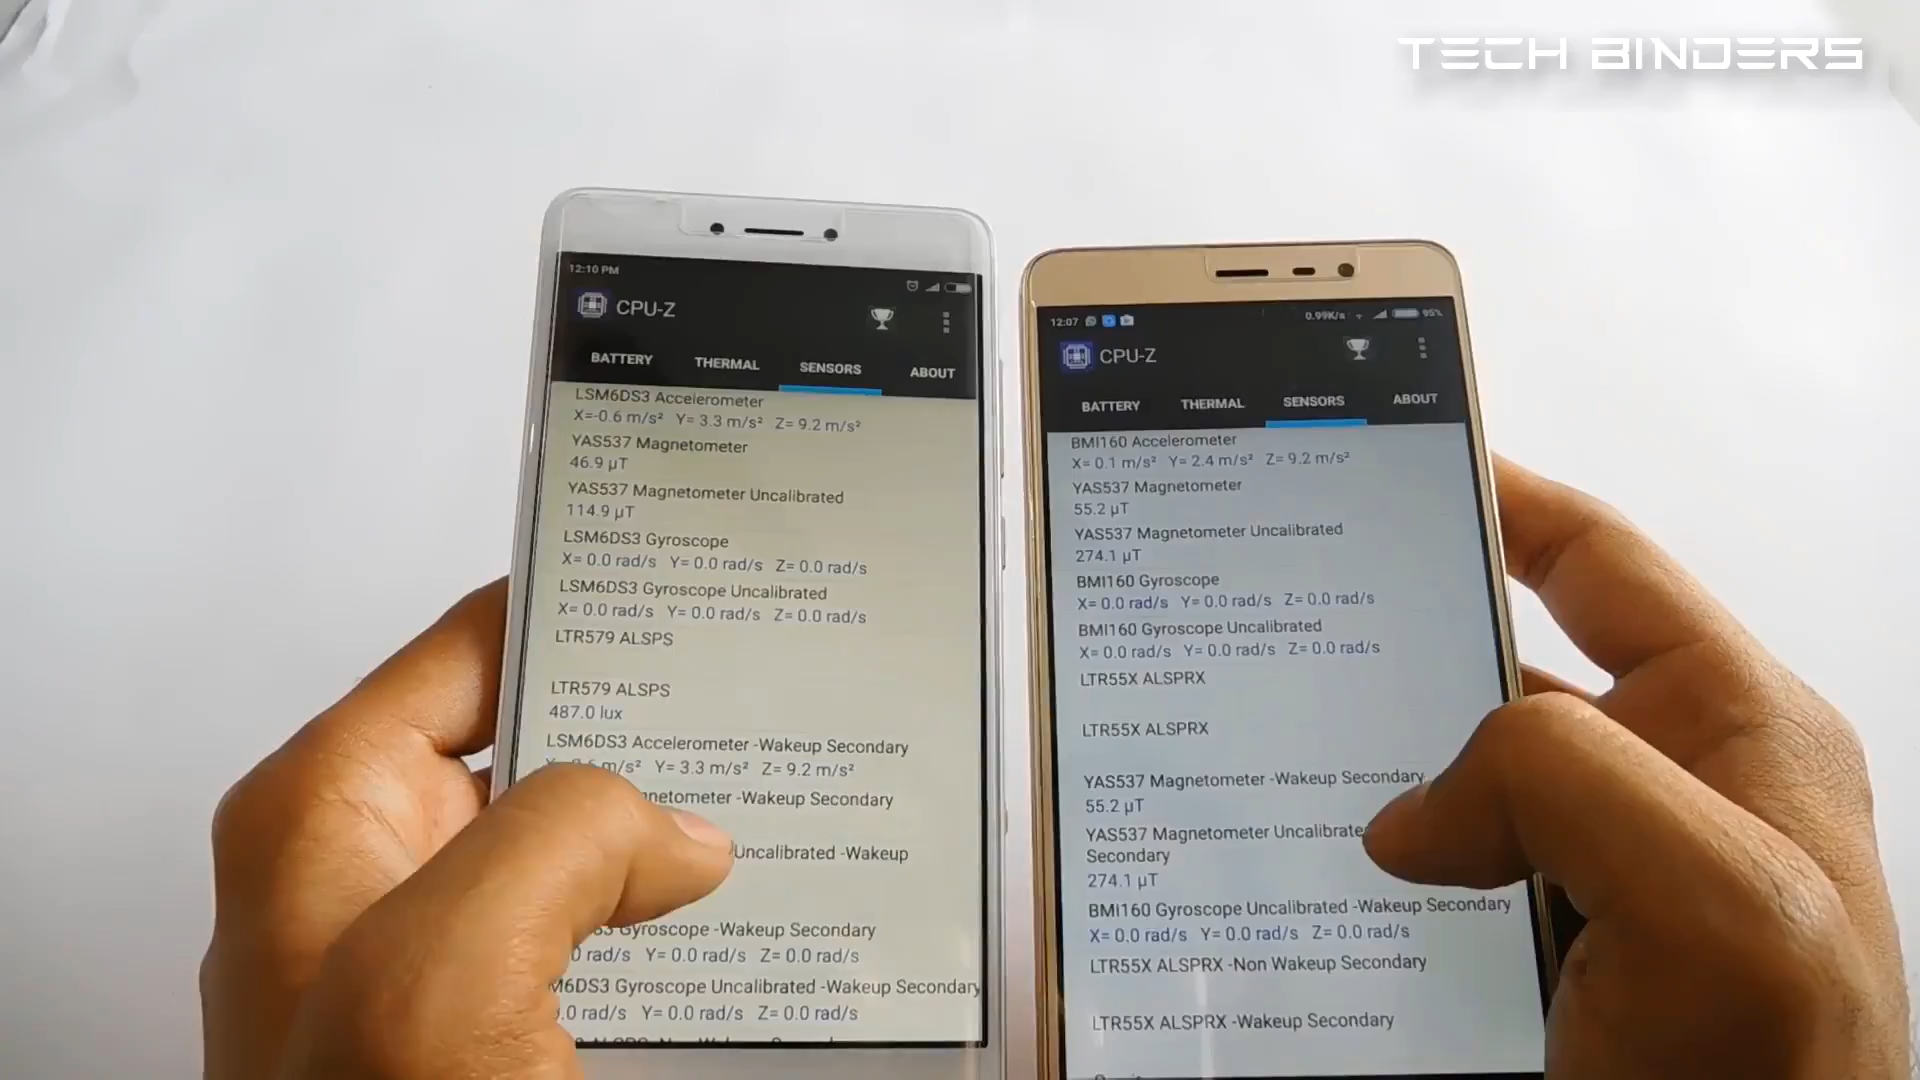 TECH BINDERS
12:10 PM
CPU-Z
BATTERY THERMAL SENSORS ABOUT
LSM6DS3 Accelerometer
X=-0.6 m/s² Y= 3.3 m/s² Z= 9.2 m/s²
YAS537 Magnetometer
46.9 μT
YAS537 Magnetometer Uncalibrated
114.9 μT
LSM6DS3 Gyroscope
X= 0.0 rad/s Y= 0.0 rad/s Z= 0.0 rad/s
LSM6DS3 Gyroscope Uncalibrated
X= 0.0 rad/s Y= 0.0 rad/s Z= 0.0 rad/s
LTR579 ALSPS
LTR579 ALSPS
487.0 lux
LSM6DS3 Accelerometer -Wakeup Secondary
m/s² Y= 3.3 m/s² Z= 9.2 m/s²
netometer -Wakeup Secondary
Uncalibrated -Wakeup
Gyroscope -Wakeup Secondary
0 rad/s Y= 0.0 rad/s Z= 0.0 rad/s
M6DS3 Gyroscope Uncalibrated -Wakeup Secondary
0.0 rad/s Y= 0.0 rad/s Z= 0.0 rad/s
12:07 0.99K/s 95%
CPU-Z
BATTERY THERMAL SENSORS ABOUT
BMI160 Accelerometer
X= 0.1 m/s² Y= 2.4 m/s² Z= 9.2 m/s²
YAS537 Magnetometer
55.2 μT
YAS537 Magnetometer Uncalibrated
274.1 μT
BMI160 Gyroscope
X= 0.0 rad/s Y= 0.0 rad/s Z= 0.0 rad/s
BMI160 Gyroscope Uncalibrated
X= 0.0 rad/s Y= 0.0 rad/s Z= 0.0 rad/s
LTR55X ALSPRX
LTR55X ALSPRX
YAS537 Magnetometer -Wakeup Secondary
55.2 μT
YAS537 Magnetometer Uncalibrate
Secondary
274.1 μT
BMI160 Gyroscope Uncalibrated -Wakeup Secondary
X= 0.0 rad/s Y= 0.0 rad/s Z= 0.0 rad/s
LTR55X ALSPRX -Non Wakeup Secondary
LTR55X ALSPRX -Wakeup Secondary